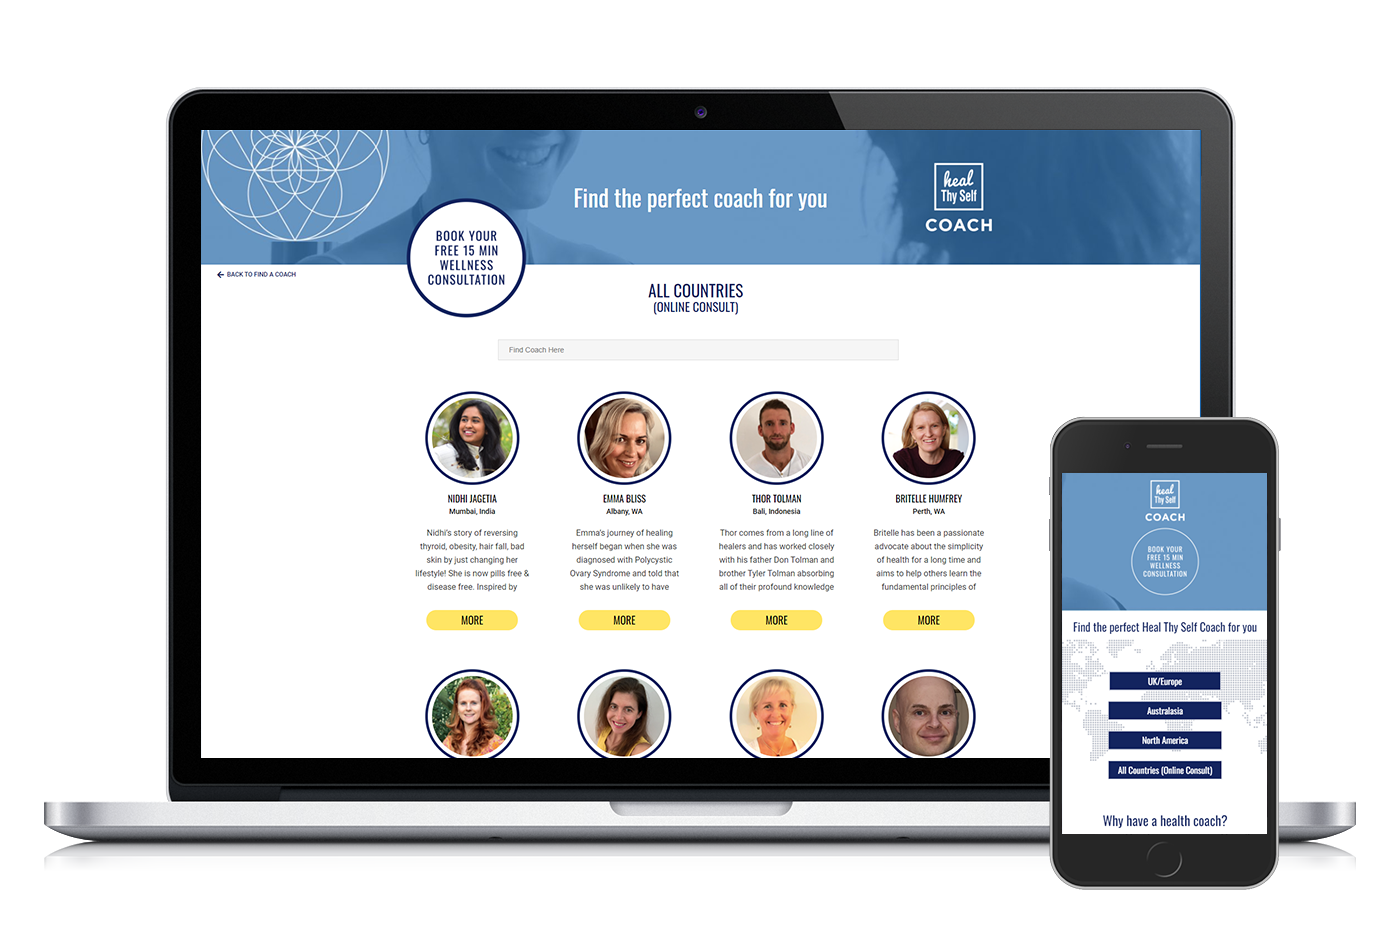 Find the perfect coach for you
heal
Thy Self
COACH
BOOK YOUR
FREE 15 MIN
WELLNESS
CONSULTATION
BACK TO FIND A COACH
ALL COUNTRIES
(ONLINE CONSULT)
Find Coach Here
NIDHI JAGETIA
Mumbai, India
Nidhi's story of reversing
thyroid, obesity, hair fall, bad
skin by just changing her
lifestyle! She is now pills free &
disease free. Inspired by
MORE
EMMA BLISS
Albany, WA
Emma's journey of healing
herself began when she was
diagnosed with Polycystic
Ovary Syndrome and told that
she was unlikely to have
MORE
THOR TOLMAN
Bali, Indonesia
Thor comes from a long line of
healers and has worked closely
with his father Don Tolman and
brother Tyler Tolman absorbing
all of their profound knowledge
MORE
BRITELLE HUMFREY
Perth, WA
Britelle has been a passionate
advocate about the simplicity
of health for a long time and
aims to help others learn the
fundamental principles of
MORE
heal
Thy Self
COACH
BOOK YOUR
FREE 15 MIN
WELLNESS
CONSULTATION
Find the perfect Heal Thy Self Coach for you
UK/Europe
Australasia
North America
All Countries (Online Consult)
Why have a health coach?